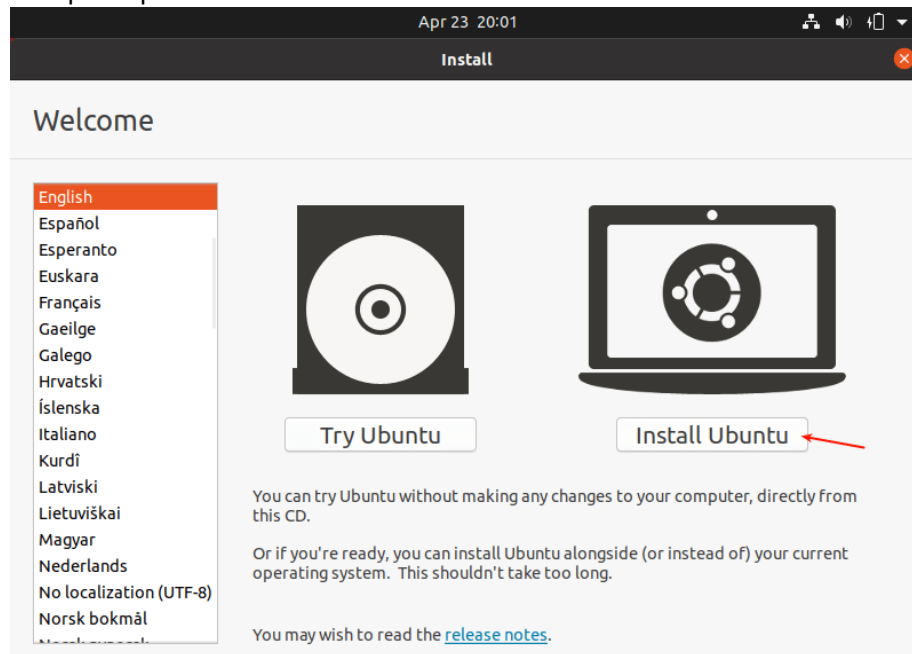 Apr 23 20:01
Install
Welcome
English
Español
Esperanto
Euskara
Français
Gaeilge
Galego
Hrvatski
Íslenska
Italiano
Kurdî
Latviski
Lietuviškai
Magyar
Nederlands
No localization (UTF-8)
Norsk bokmål
Try Ubuntu
Install Ubuntu
You can try Ubuntu without making any changes to your computer, directly from
this CD.
Or if you're ready, you can install Ubuntu alongside (or instead of) your current
operating system. This shouldn't take too long.
You may wish to read the release notes.